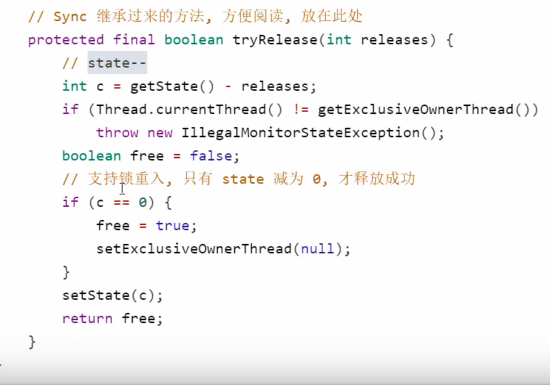 // Sync 继承过来的方法, 方便阅读, 放在此处
protected final boolean tryRelease(int releases) {
// state--
int c = getState() - releases;
if (Thread.currentThread() != getExclusiveOwnerThread())
throw new IllegalMonitorStateException();
boolean free = false;
// 支持锁重入, 只有 state 减为 0, 才释放成功
if (c == 0) {
free = true;
setExclusiveOwnerThread(null);
}
setState(c);
return free;
}